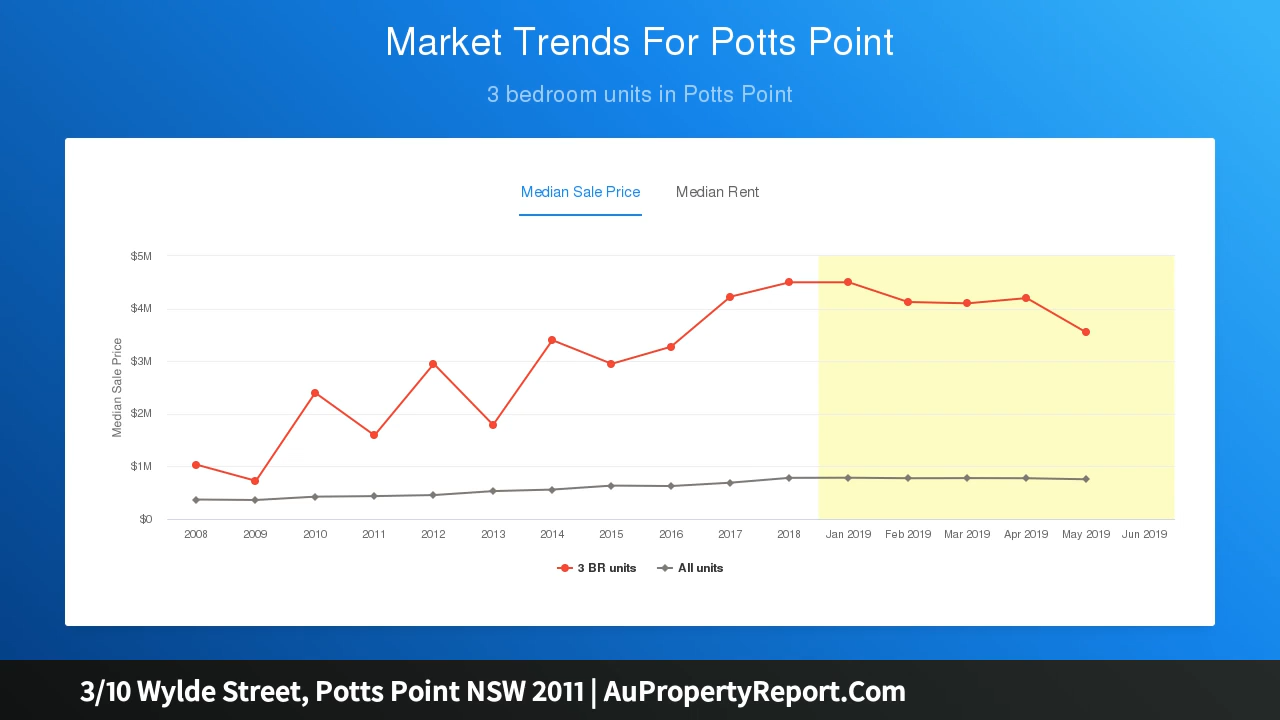 Market Trends For Potts Point
3 bedroom units in Potts Point
Median Sale Price Median Rent
$5M
$4M
$3M
$2M
$1M
$0
Median Sale Price
2008 2009 2010 2011 2012 2013 2014 2015 2016 2017 2018 Jan 2019 Feb 2019 Mar 2019 Apr 2019 May 2019 Jun 2019
3 BR units All units
3/10 Wylde Street, Potts Point NSW 2011 | AuPropertyReport.Com